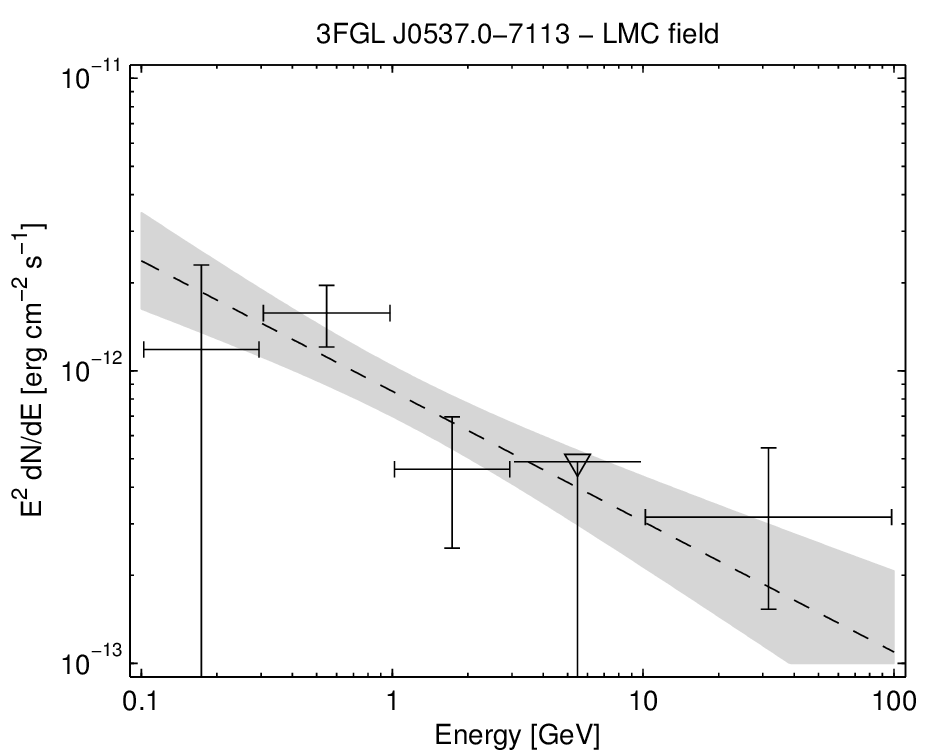 3FGL J0537.0−7113 − LMC field
10⁻¹¹
10⁻¹²
10⁻¹³
E² dN/dE [erg cm⁻² s⁻¹]
0.1 1 10 100
Energy [GeV]